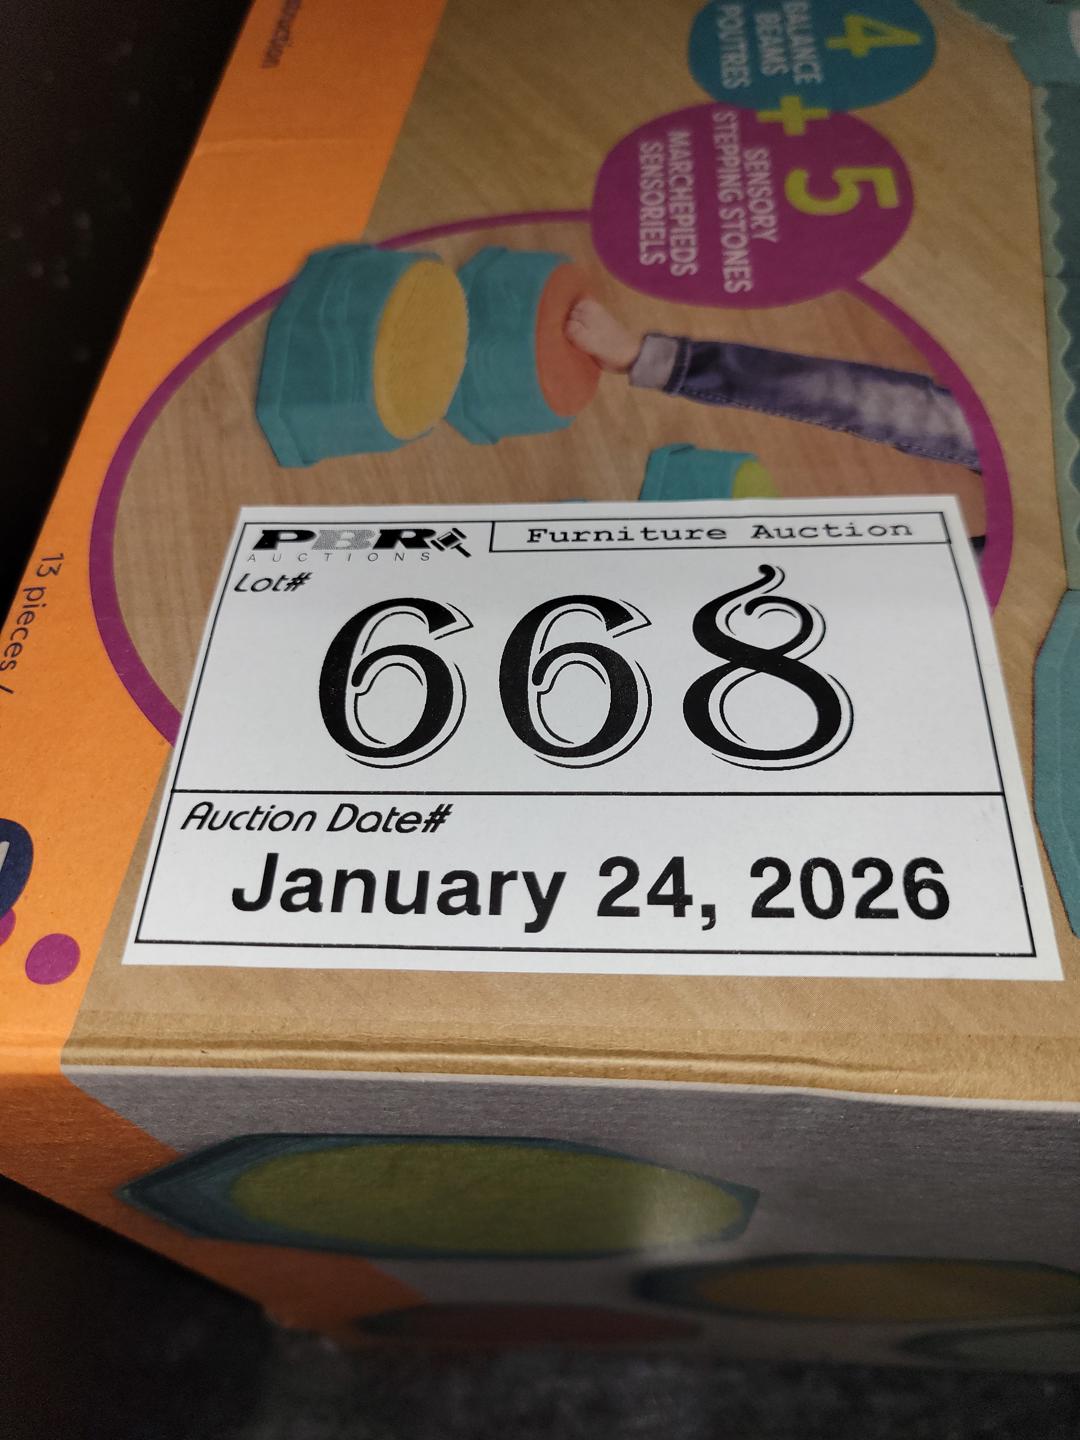 4
BALANCE
BEAMS
POUTRES
+
5
SENSORY
STEPPING STONES
MARCHEPIEDS
SENSORIELS
13 pieces /
PBR
AUCTIONS
Furniture Auction
Lot#
668
Auction Date#
January 24, 2026